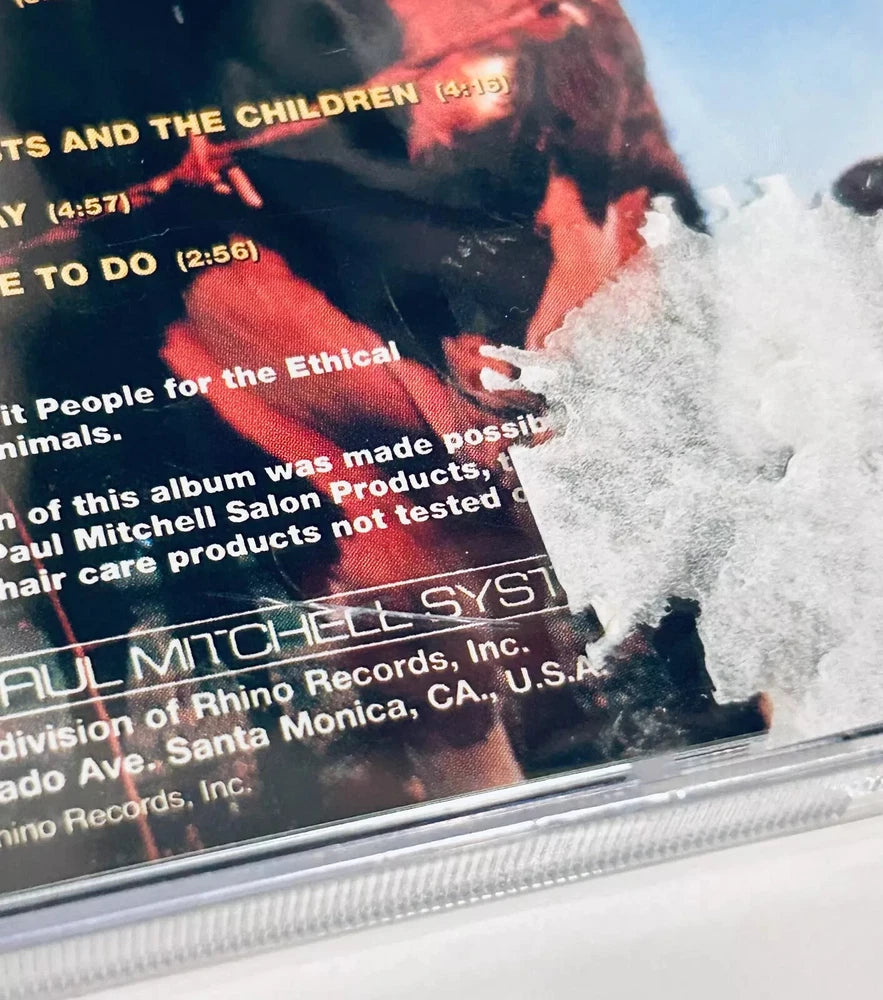 TS AND THE CHILDREN (4:16)
AY (4:57)
E TO DO (2:56)
it People for the Ethical
nimals.
n of this album was made possib
Paul Mitchell Salon Products, t
hair care products not tested o
AUL MITCHELL SYST
division of Rhino Records, Inc.
ado Ave. Santa Monica, CA., U.S.A.
hino Records, Inc.